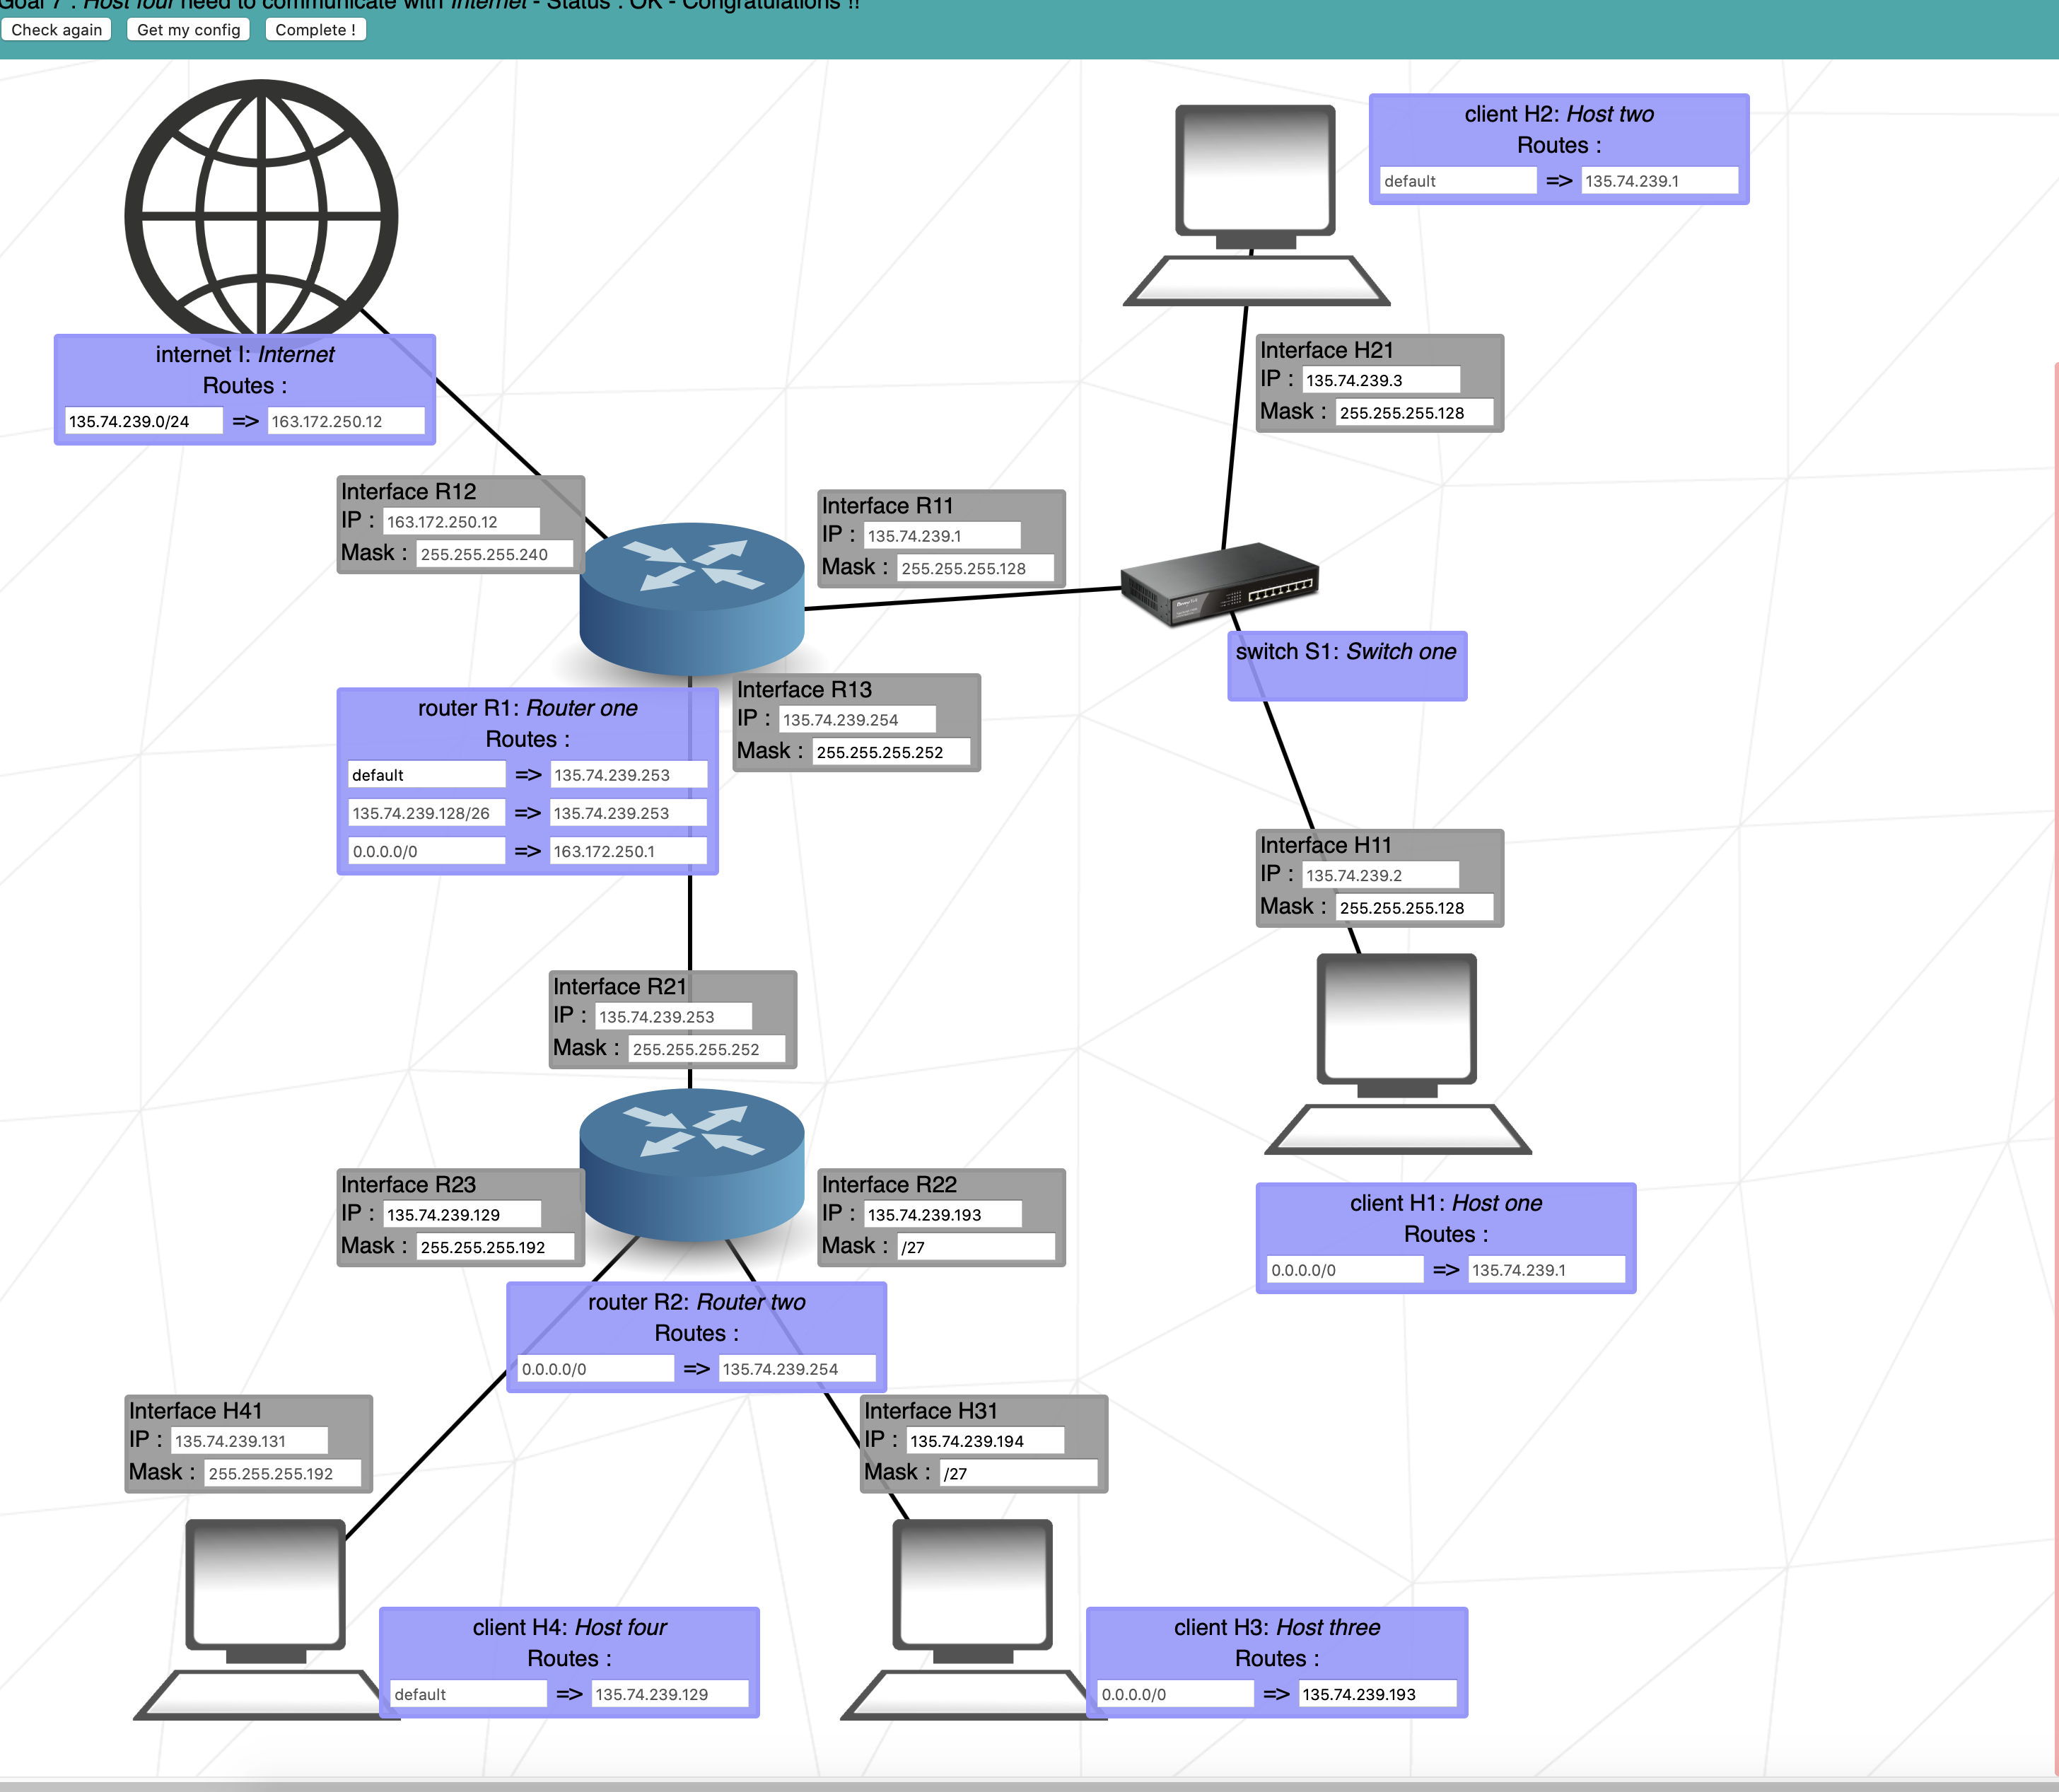 Goal 7 : Host four need to communicate with Internet - Status : OK - Congratulations !!
Check again Get my config Complete !
client H2: Host two
Routes :
default => 135.74.239.1
internet I: Internet
Routes :
135.74.239.0/24 => 163.172.250.12
Interface H21
IP : 135.74.239.3
Mask : 255.255.255.128
Interface R12
IP : 163.172.250.12
Mask : 255.255.255.240
Interface R11
IP : 135.74.239.1
Mask : 255.255.255.128
switch S1: Switch one
Interface R13
IP : 135.74.239.254
Mask : 255.255.255.252
router R1: Router one
Routes :
default => 135.74.239.253
135.74.239.128/26 => 135.74.239.253
0.0.0.0/0 => 163.172.250.1
Interface H11
IP : 135.74.239.2
Mask : 255.255.255.128
Interface R21
IP : 135.74.239.253
Mask : 255.255.255.252
Interface R23
IP : 135.74.239.129
Mask : 255.255.255.192
Interface R22
IP : 135.74.239.193
Mask : /27
client H1: Host one
Routes :
0.0.0.0/0 => 135.74.239.1
router R2: Router two
Routes :
0.0.0.0/0 => 135.74.239.254
Interface H41
IP : 135.74.239.131
Mask : 255.255.255.192
Interface H31
IP : 135.74.239.194
Mask : /27
client H4: Host four
Routes :
default => 135.74.239.129
client H3: Host three
Routes :
0.0.0.0/0 => 135.74.239.193